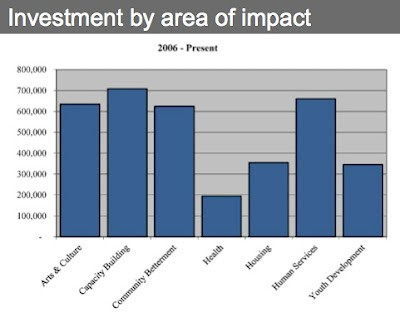 Investment by area of impact
2006 - Present
800,000
700,000
600,000
500,000
400,000
300,000
200,000
100,000
-
Arts & Culture
Capacity Building
Community Betterment
Health
Housing
Human Services
Youth Development